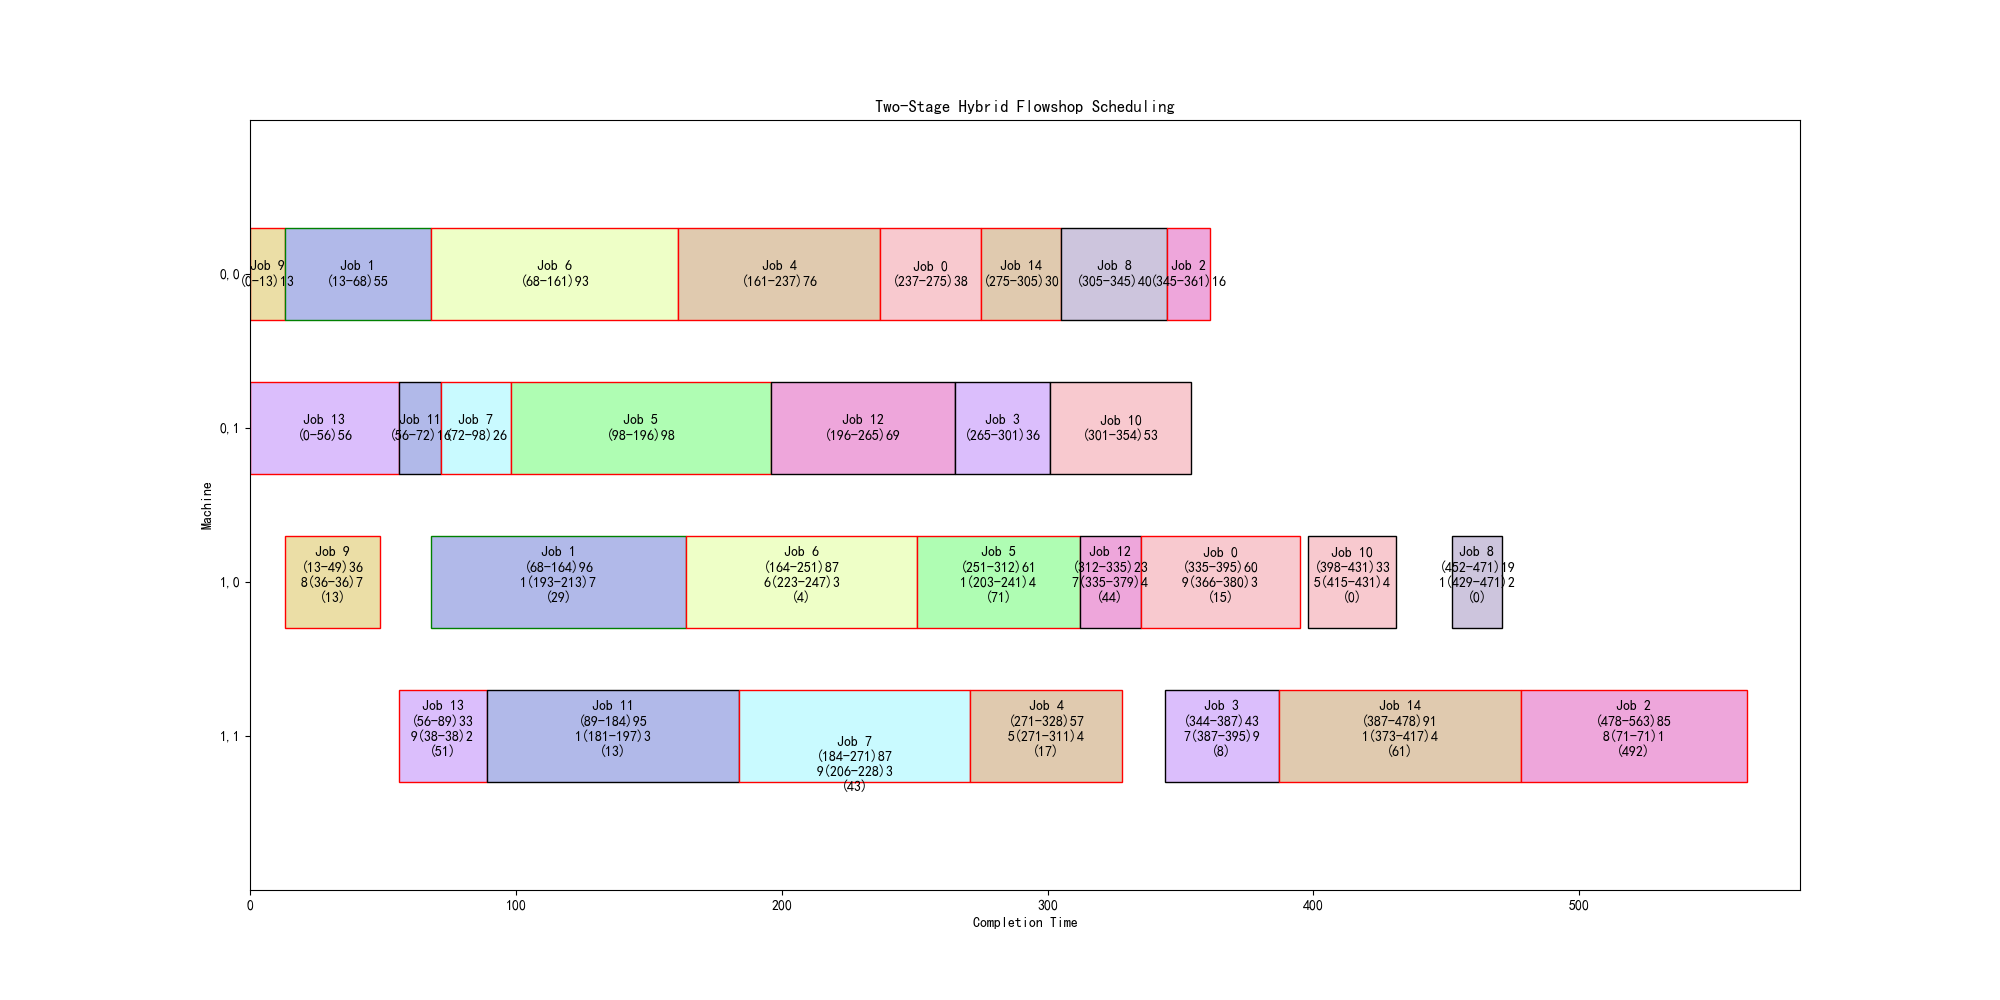 Two-Stage Hybrid Flowshop Scheduling
Machine
0,0
Job 9
(0-13)13
Job 1
(13-68)55
Job 6
(68-161)93
Job 4
(161-237)76
Job 0
(237-275)38
Job 14
(275-305)30
Job 8
(305-345)40
Job 2
(345-361)16
0,1
Job 13
(0-56)56
Job 11
(56-72)16
Job 7
(72-98)26
Job 5
(98-196)98
Job 12
(196-265)69
Job 3
(265-301)36
Job 10
(301-354)53
1,0
Job 9
(13-49)36
8(36-36)7
(13)
Job 1
(68-164)96
1(193-213)7
(29)
Job 6
(164-251)87
6(223-247)3
(4)
Job 5
(251-312)61
1(203-241)4
(71)
Job 12
(312-335)23
7(335-379)4
(44)
Job 0
(335-395)60
9(366-380)3
(15)
Job 10
(398-431)33
5(415-431)4
(0)
Job 8
(452-471)19
1(429-471)2
(0)
1,1
Job 13
(56-89)33
9(38-38)2
(51)
Job 11
(89-184)95
1(181-197)3
(13)
Job 7
(184-271)87
9(206-228)3
(43)
Job 4
(271-328)57
5(271-311)4
(17)
Job 3
(344-387)43
7(387-395)9
(8)
Job 14
(387-478)91
1(373-417)4
(61)
Job 2
(478-563)85
8(71-71)1
(492)
0 100 200 300 400 500
Completion Time